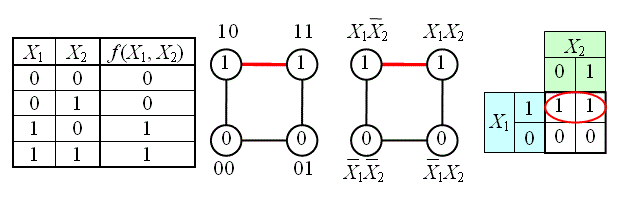 X₁ X₂ f(X₁, X₂)
0 0 0
0 1 0
1 0 1
1 1 1
10 11
1 1
0 0
00 01
X₁X̅₂ X₁X₂
1 1
0 0
X̅₁X̅₂ X̅₁X₂
X₂
0 1
X₁ 1 1 1
0 0 0